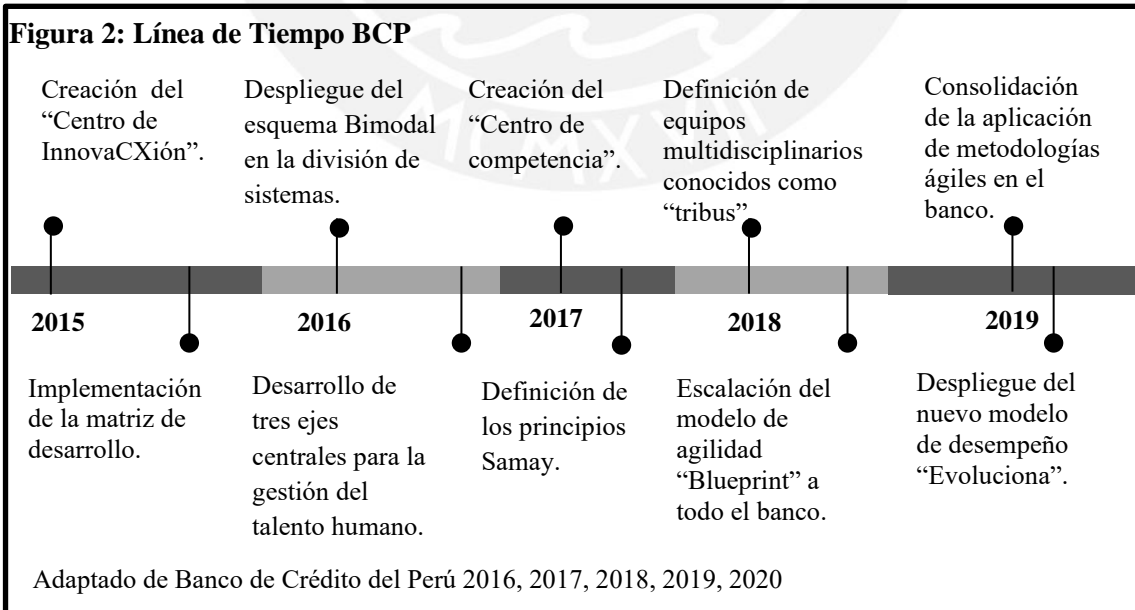 Figura 2: Línea de Tiempo BCP
Creación del
“Centro de
InnovaCXión”.
Despliegue del
esquema Bimodal
en la división de
sistemas.
Creación del
“Centro de
competencia”.
Definición de
equipos
multidisciplinarios
conocidos como
“tribus”
Consolidación
de la aplicación
de metodologías
ágiles en el
banco.
MCMXVII
2015
2016
2017
2018
2019
Implementación
de la matriz de
desarrollo.
Desarrollo de
tres ejes
centrales para la
gestión del
talento humano.
Definición de
los principios
Samay.
Escalación del
modelo de
agilidad
“Blueprint” a
todo el banco.
Despliegue del
nuevo modelo
de desempeño
“Evoluciona”.
Adaptado de Banco de Crédito del Perú 2016, 2017, 2018, 2019, 2020